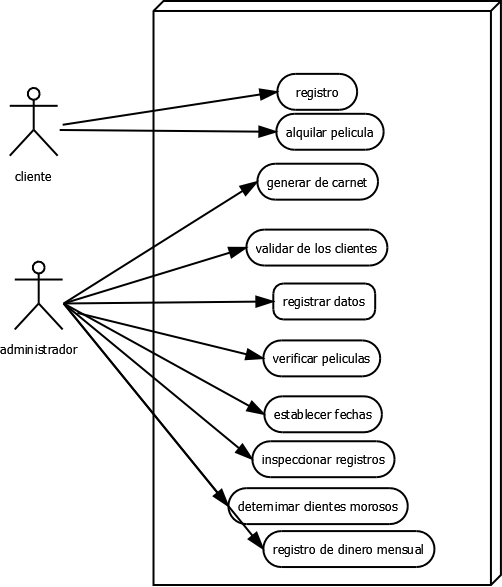 registro
alquilar pelicula
cliente
generar de carnet
validar de los clientes
registrar datos
administrador
verificar peliculas
establecer fechas
inspeccionar registros
deternimar clientes morosos
registro de dinero mensual